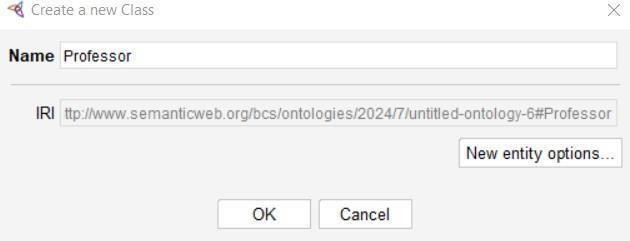 Create a new Class
Name Professor
IRI ttp://www.semanticweb.org/bcs/ontologies/2024/7/untitled-ontology-6#Professor
New entity options...
OK Cancel